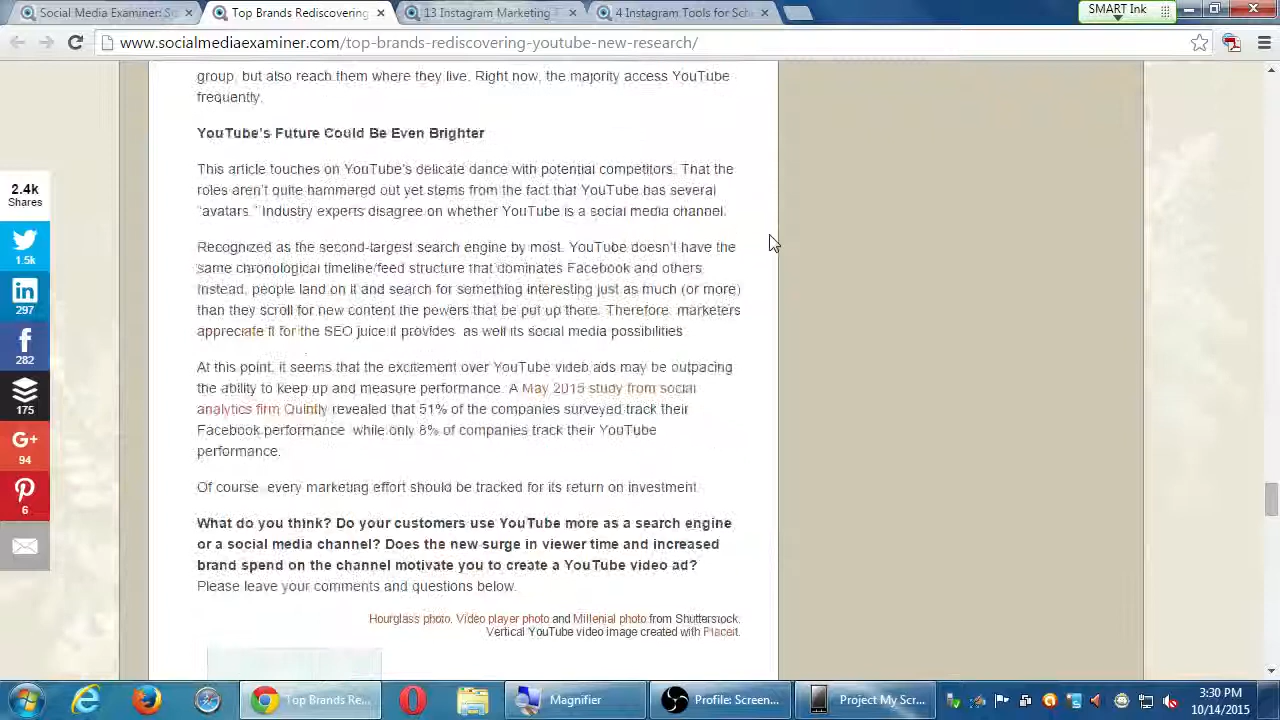 Social Media Examiner: S
Top Brands Rediscovering
13 Instagram Marketing T
4 Instagram Tools for Sch
SMART Ink
www.socialmediaexaminer.com/top-brands-rediscovering-youtube-new-research/
group, but also reach them where they live. Right now, the majority access YouTube
frequently.
YouTube's Future Could Be Even Brighter
This article touches on YouTube's delicate dance with potential competitors. That the
roles aren't quite hammered out yet stems from the fact that YouTube has several
"avatars." Industry experts disagree on whether YouTube is a social media channel.
Recognized as the second-largest search engine by most, YouTube doesn't have the
same chronological timeline/feed structure that dominates Facebook and others
Instead, people land on it and search for something interesting just as much (or more)
than they scroll for new content the powers that be put up there. Therefore marketers
appreciate it for the SEO juice it provides as well its social media possibilities
At this point, it seems that the excitement over YouTube video ads may be outpacing
the ability to keep up and measure performance. A May 2015 study from social
analytics firm Quintly revealed that 51% of the companies surveyed track their
Facebook performance while only 8% of companies track their YouTube
performance.
Of course every marketing effort should be tracked for its return on investment
What do you think? Do your customers use YouTube more as a search engine
or a social media channel? Does the new surge in viewer time and increased
brand spend on the channel motivate you to create a YouTube video ad?
Please leave your comments and questions below.
Hourglass photo, Video player photo and Millenial photo from Shutterstock.
Vertical YouTube video image created with Placeit.
2.4k
Shares
1.5k
in
297
f
282
175
G+
94
6
Top Brands Re...
Magnifier
Profile: Screen...
Project My Scr...
3:30 PM
10/14/2015